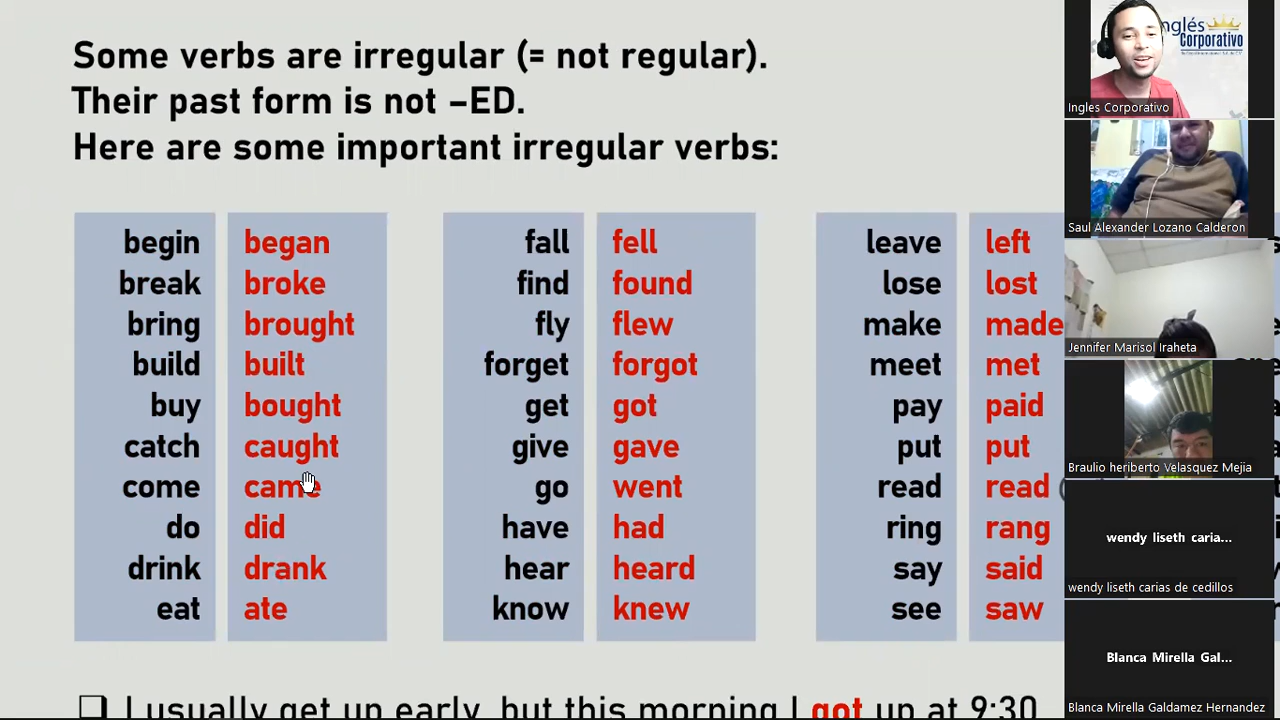 Some verbs are irregular (= not regular).
Their past form is not –ED.
Here are some important irregular verbs:
begin began
break broke
bring brought
build built
buy bought
catch caught
come came
do did
drink drank
eat ate
fall fell
find found
fly flew
forget forgot
get got
give gave
go went
have had
hear heard
know knew
leave left
lose lost
make made
meet met
pay paid
put put
read read
ring rang
say said
see saw
❑ I usually get up early, but this morning I got up at 9:30
Inglés
Corporativo
Ingles Corporativo
Saul Alexander Lozano Calderon
Jennifer Marisol Iraheta
Braulio heriberto Velasquez Mejia
wendy liseth caria...
wendy liseth carias de cedillos
Blanca Mirella Gal...
Blanca Mirella Galdamez Hernandez